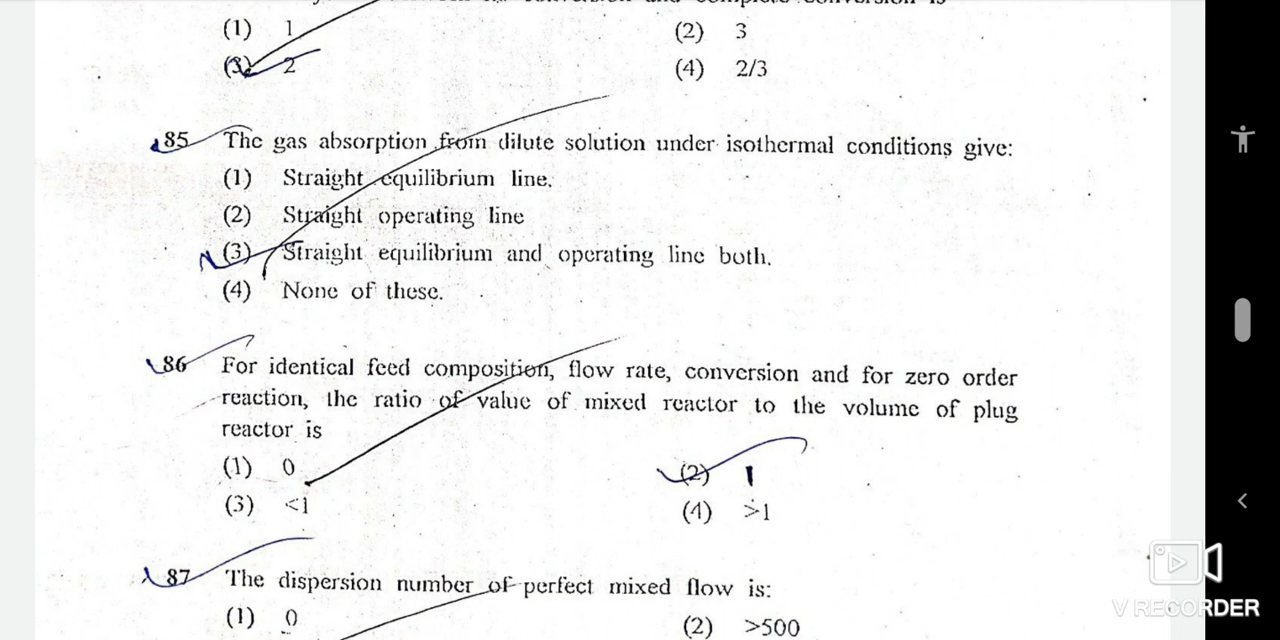 (1) 1 (2) 3
(3) 2 (4) 2/3
85 The gas absorption from dilute solution under isothermal conditions give:
(1) Straight equilibrium line.
(2) Straight operating line
(3) Straight equilibrium and operating line both.
(4) None of these.
86 For identical feed composition, flow rate, conversion and for zero order
reaction, the ratio of value of mixed reactor to the volume of plug
reactor is
(1) 0 (2) 1
(3) <1 (4) >1
87 The dispersion number of perfect mixed flow is:
(1) 0 (2) >500
V RECORDER